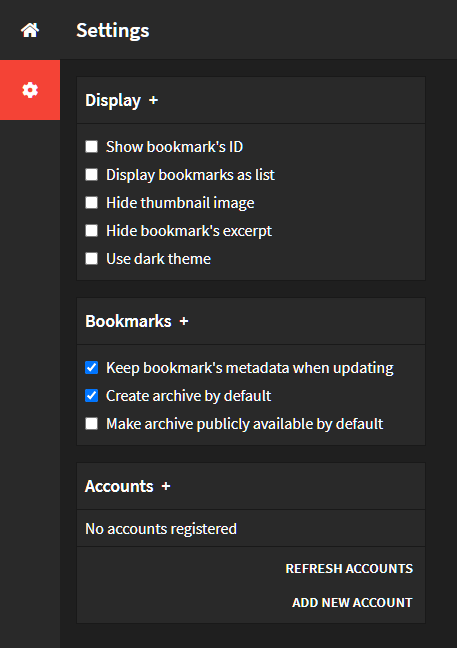 Settings
Display +
Show bookmark's ID
Display bookmarks as list
Hide thumbnail image
Hide bookmark's excerpt
Use dark theme
Bookmarks +
Keep bookmark's metadata when updating
Create archive by default
Make archive publicly available by default
Accounts +
No accounts registered
REFRESH ACCOUNTS
ADD NEW ACCOUNT